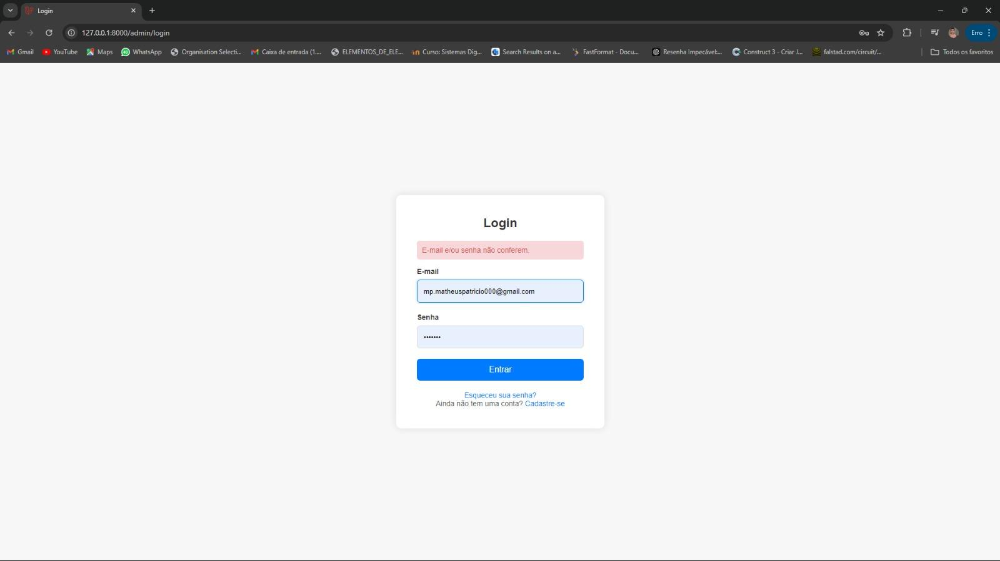 Login
127.0.0.1:8000/admin/login
Erro
Gmail
YouTube
Maps
WhatsApp
Organisation Selecti...
Caixa de entrada (1....
ELEMENTOS_DE_ELE...
Curso: Sistemas Dig...
Search Results on a...
FastFormat - Docu...
Resenha Impecável:...
Construct 3 - Criar J...
falstad.com/circuit/...
Todos os favoritos
Login
E-mail e/ou senha não conferem.
E-mail
mp.matheuspatricio000@gmail.com
Senha
•••••••
Entrar
Esqueceu sua senha?
Ainda não tem uma conta? Cadastre-se